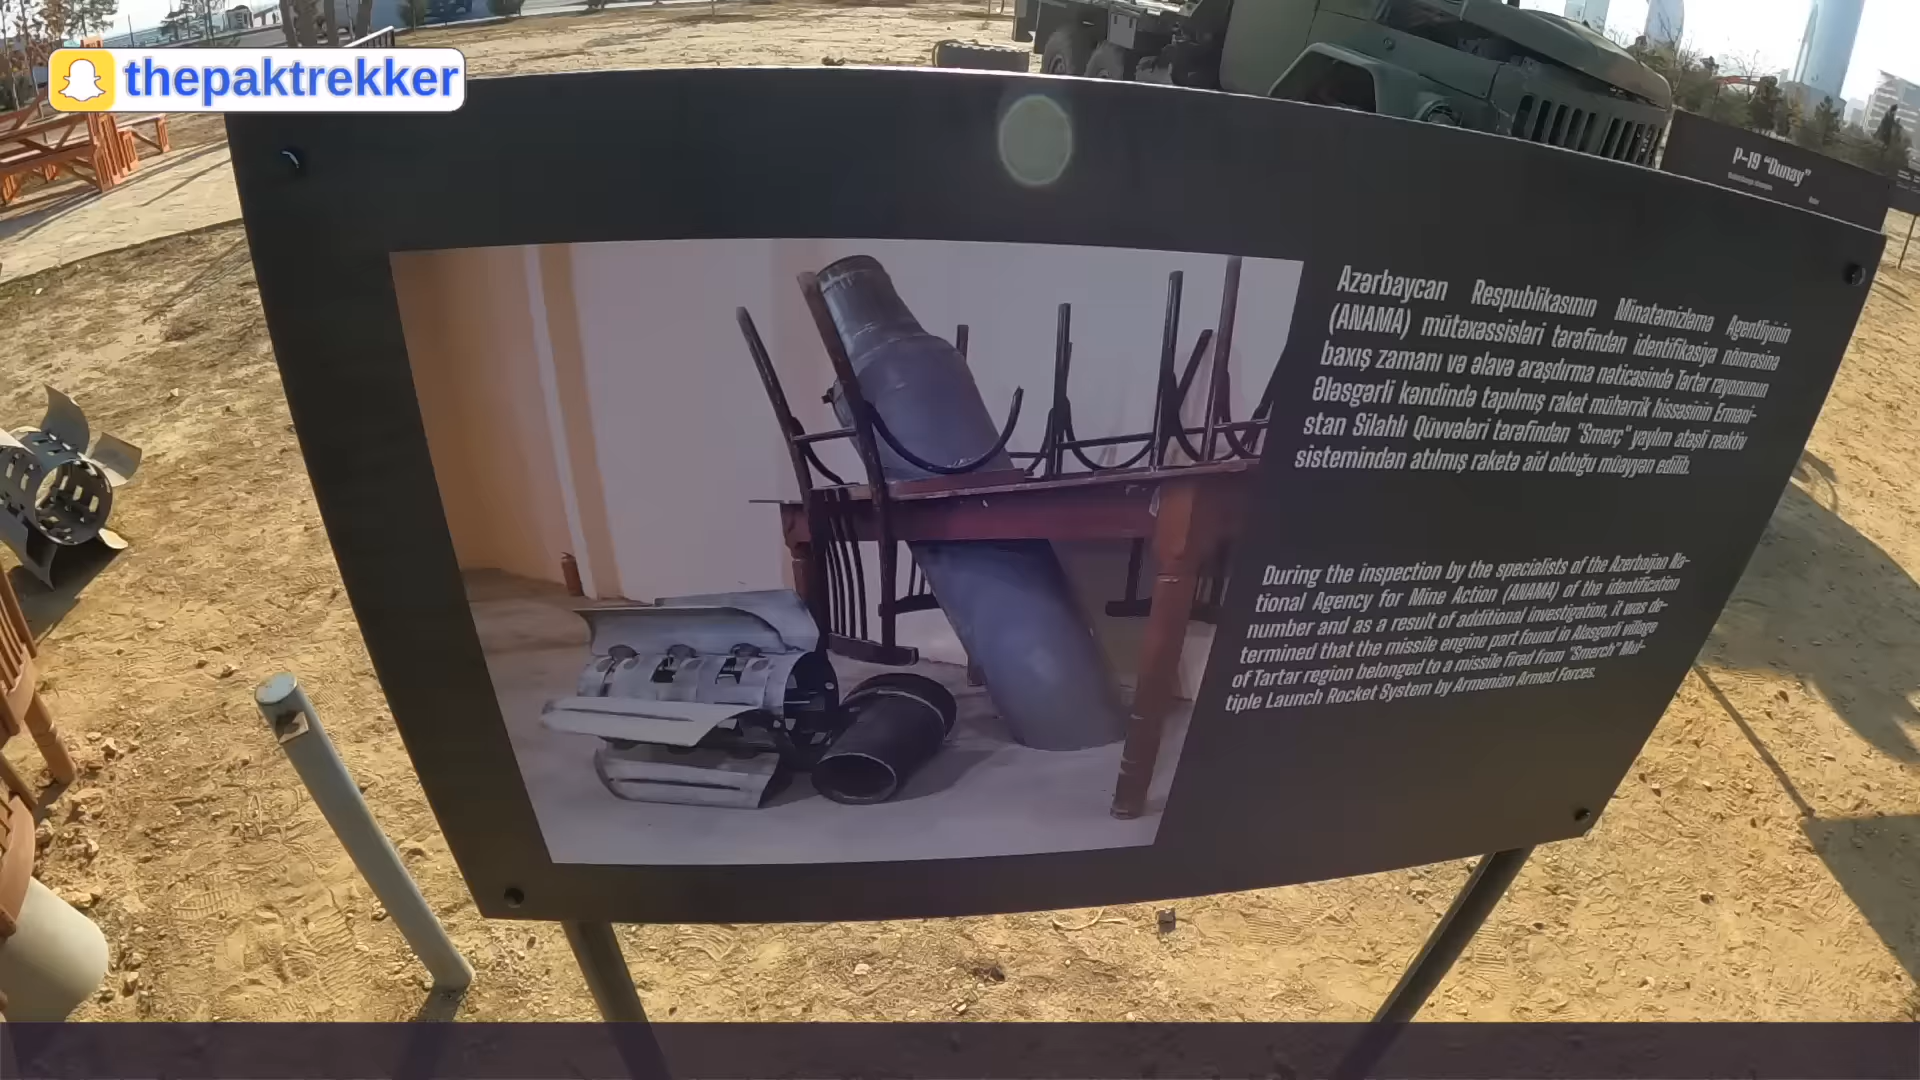 thepaktrekker
P-19 "Dunay"
Azərbaycan Respublikasının Minatəmizləmə Agentliyinin
(ANAMA) mütəxəssisləri tərəfindən identifikasiya nömrəsinə
baxış zamanı və əlavə araşdırma nəticəsində Tərtər rayonunun
Ələsgərli kəndində tapılmış raket mühərrik hissəsinin Erməni-
stan Silahlı Qüvvələri tərəfindən "Smerç" yaylım atəşli reaktiv
sistemindən atılmış raketə aid olduğu müəyyən edilib.
During the inspection by the specialists of the Azerbaijan Na-
tional Agency for Mine Action (ANAMA) of the identification
number and as a result of additional investigation, it was de-
termined that the missile engine part found in Alasgarli village
of Tartar region belonged to a missile fired from "Smerch" Mul-
tiple Launch Rocket System by Armenian Armed Forces.